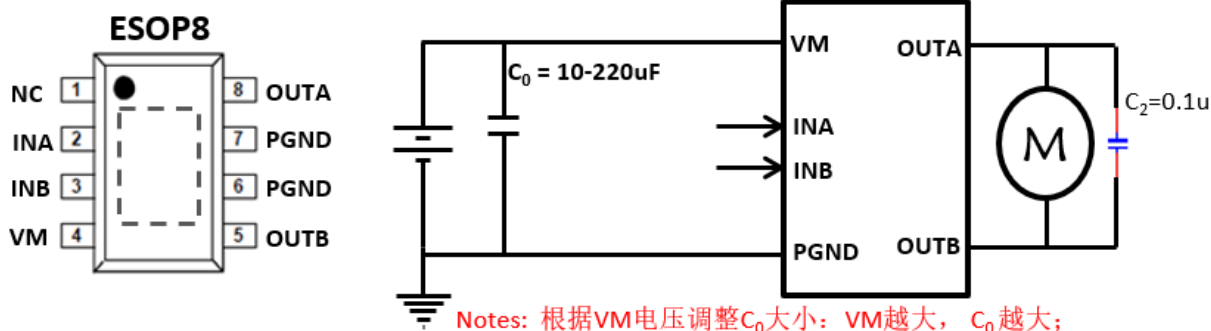 ESOP8
NC 1 8 OUTA
INA 2 7 PGND
INB 3 6 PGND
VM 4 5 OUTB
C₀ = 10-220uF
VM OUTA
INA
INB
PGND OUTB
M
C₂=0.1u
Notes: 根据VM电压调整C₀大小：VM越大， C₀越大；